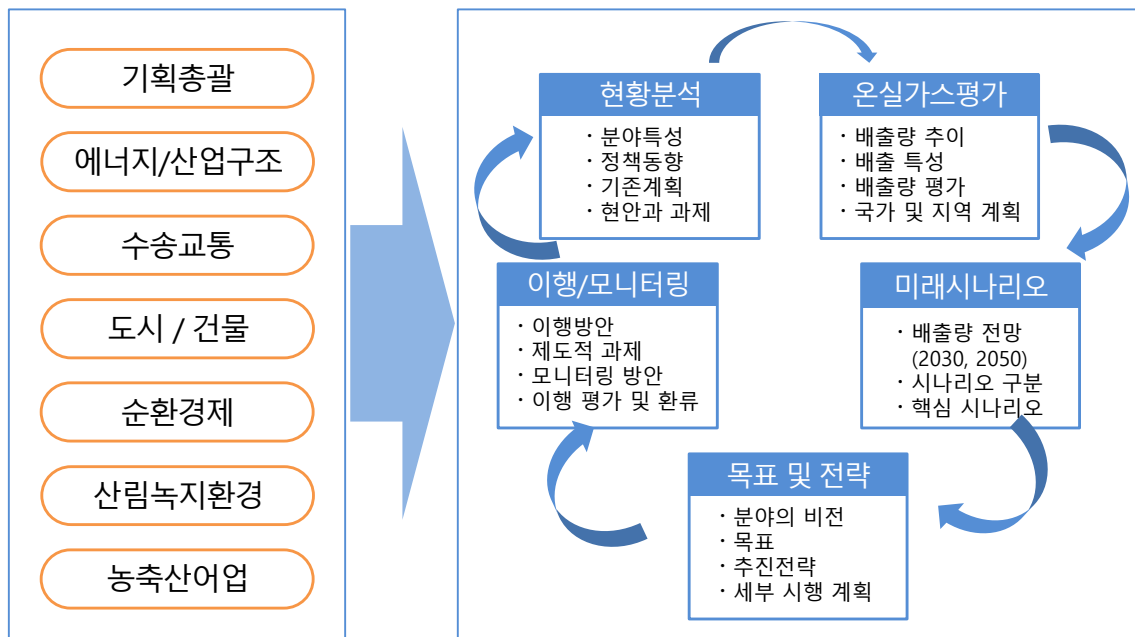 기획총괄
에너지/산업구조
수송교통
도시 / 건물
순환경제
산림녹지환경
농축산어업
현황분석
· 분야특성
· 정책동향
· 기존계획
· 현안과 과제
온실가스평가
· 배출량 추이
· 배출 특성
· 배출량 평가
· 국가 및 지역 계획
미래시나리오
· 배출량 전망
(2030, 2050)
· 시나리오 구분
· 핵심 시나리오
목표 및 전략
· 분야의 비전
· 목표
· 추진전략
· 세부 시행 계획
이행/모니터링
· 이행방안
· 제도적 과제
· 모니터링 방안
· 이행 평가 및 환류